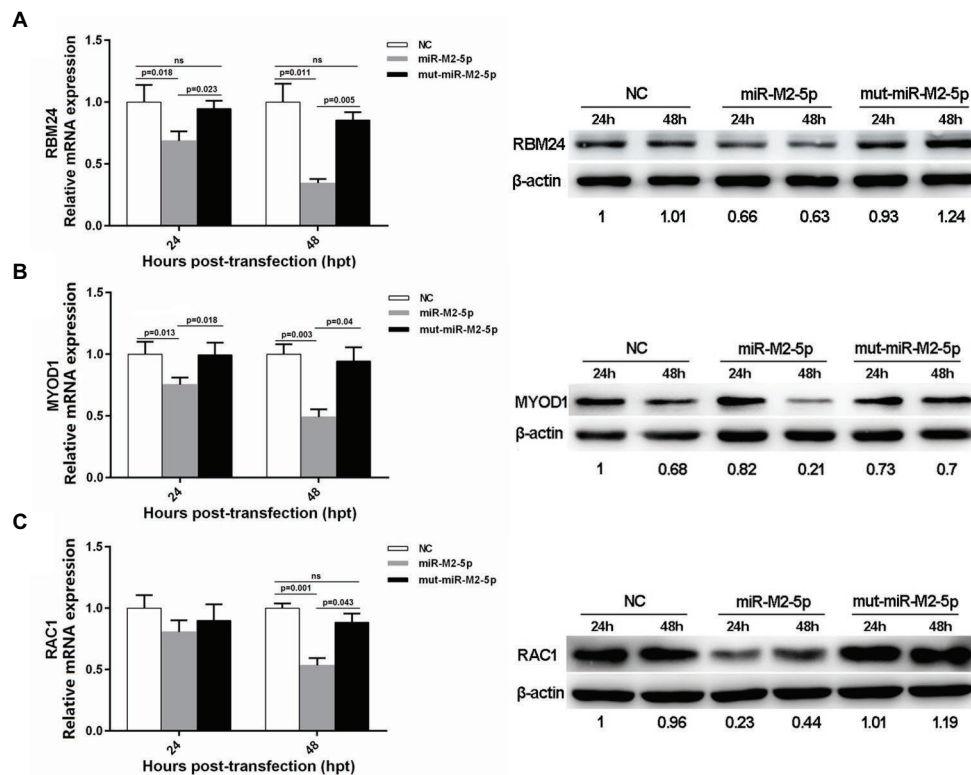 A
RBM24
Relative mRNA expression
1.5
1.0
0.5
0.0
ns
p=0.018
p=0.023
ns
p=0.011
p=0.005
NC
miR-M2-5p
mut-miR-M2-5p
24
48
Hours post-transfection (hpt)
NC
miR-M2-5p
mut-miR-M2-5p
24h 48h 24h 48h 24h 48h
RBM24
β-actin
1 1.01 0.66 0.63 0.93 1.24
B
MYOD1
Relative mRNA expression
1.5
1.0
0.5
0.0
p=0.013
p=0.018
p=0.003
p=0.04
NC
miR-M2-5p
mut-miR-M2-5p
24
48
Hours post-transfection (hpt)
NC
miR-M2-5p
mut-miR-M2-5p
24h 48h 24h 48h 24h 48h
MYOD1
β-actin
1 0.68 0.82 0.21 0.73 0.7
C
RAC1
Relative mRNA expression
1.5
1.0
0.5
0.0
ns
p=0.001
p=0.043
NC
miR-M2-5p
mut-miR-M2-5p
24
48
Hours post-transfection (hpt)
NC
miR-M2-5p
mut-miR-M2-5p
24h 48h 24h 48h 24h 48h
RAC1
β-actin
1 0.96 0.23 0.44 1.01 1.19